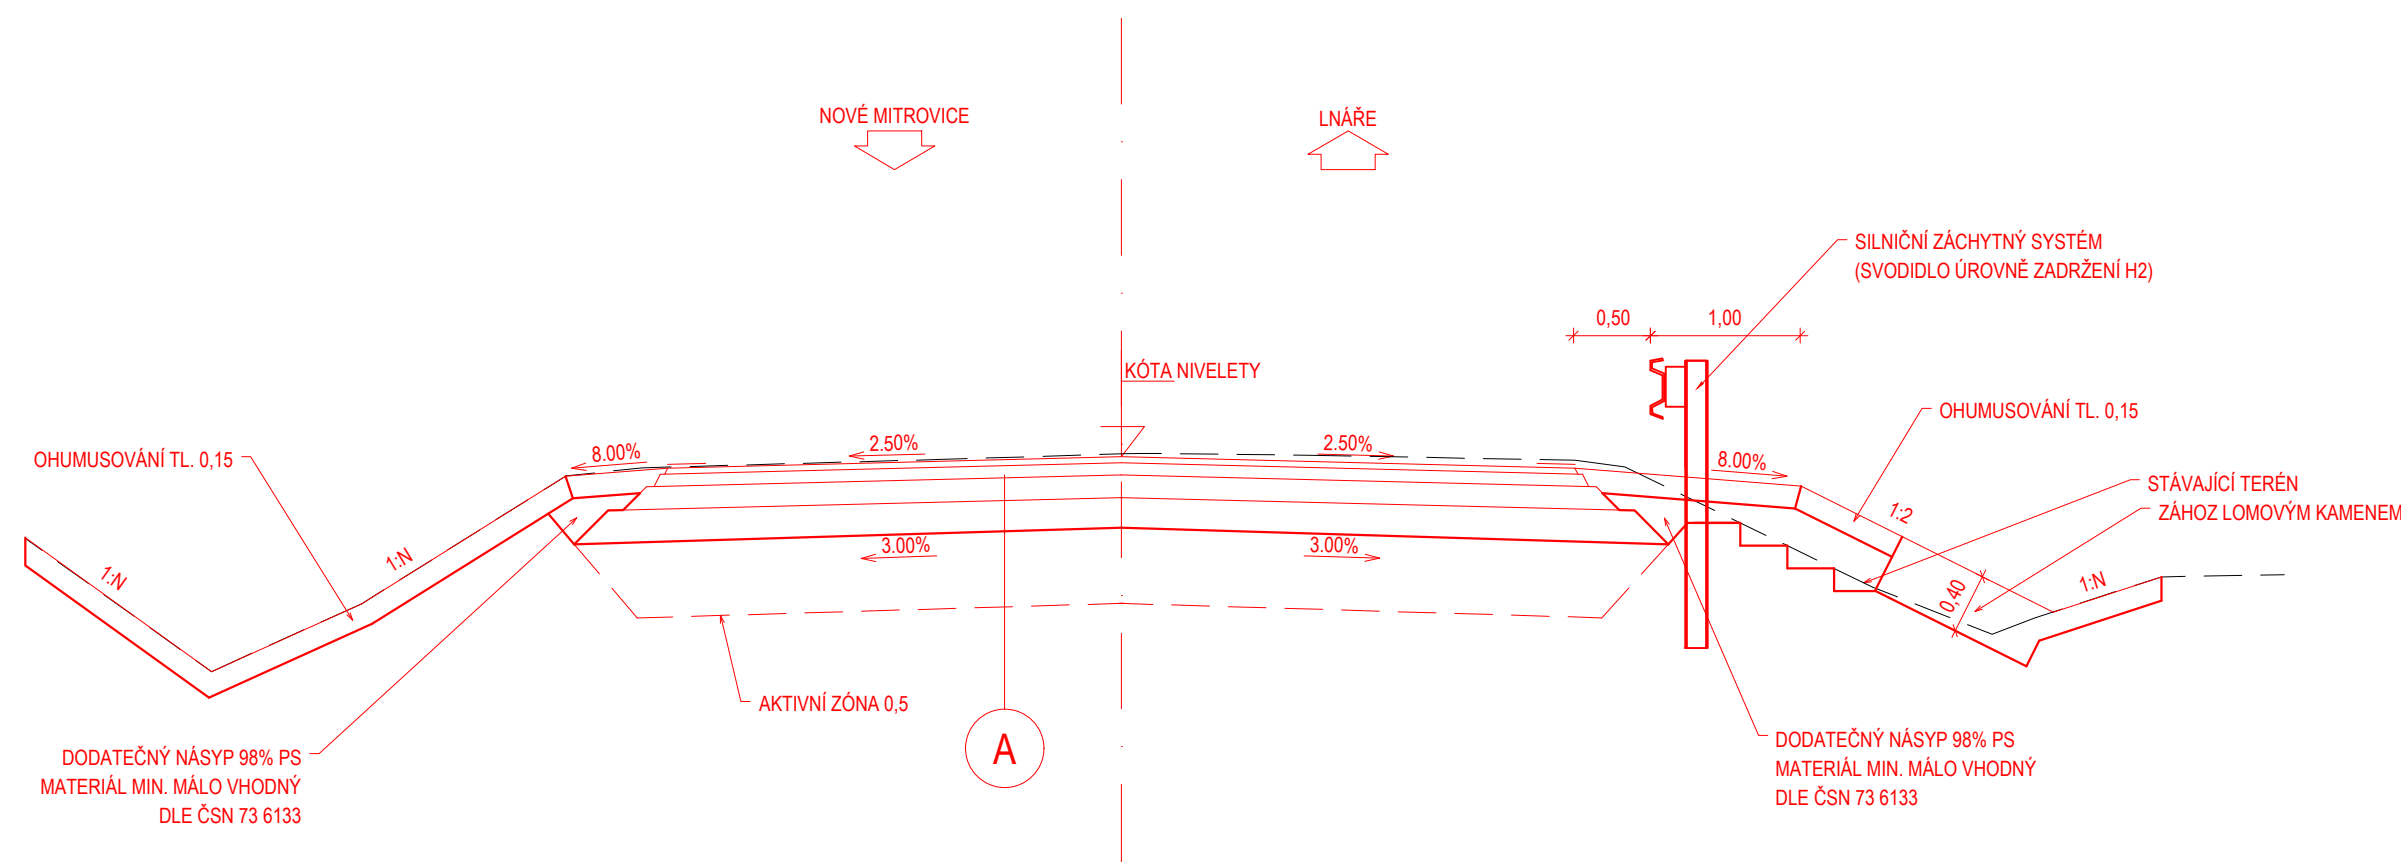 NOVÉ MITROVICE
LNÁŘE
SILNIČNÍ ZÁCHYTNÝ SYSTÉM
(SVODIDLO ÚROVNĚ ZADRŽENÍ H2)
0,50
1,00
KÓTA NIVELETY
OHUMUSOVÁNÍ TL. 0,15
OHUMUSOVÁNÍ TL. 0,15
8.00%
2.50%
2.50%
8.00%
STÁVAJÍCÍ TERÉN
ZÁHOZ LOMOVÝM KAMENEM
1:2
1:N
1:N
3.00%
3.00%
1:N
0,40
AKTIVNÍ ZÓNA 0,5
A
DODATEČNÝ NÁSYP 98% PS
MATERIÁL MIN. MÁLO VHODNÝ
DLE ČSN 73 6133
DODATEČNÝ NÁSYP 98% PS
MATERIÁL MIN. MÁLO VHODNÝ
DLE ČSN 73 6133